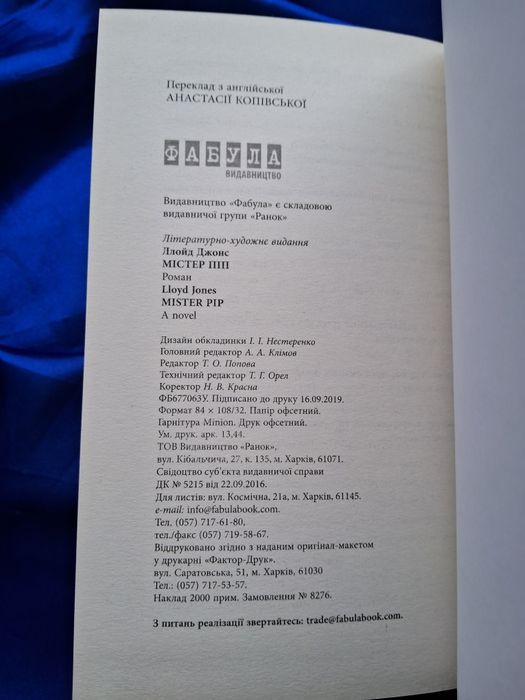 Переклад з англійської
АНАСТАСІЇ КОПІВСЬКОЇ
ФАБУЛА
ВИДАВНИЦТВО
Видавництво «Фабула» є складовою
видавничої групи «Ранок»
Літературно-художнє видання
Ллойд Джонс
МІСТЕР ПІП
Роман
Lloyd Jones
MISTER PIP
A novel
Дизайн обкладинки І. І. Нестеренко
Головний редактор А. А. Клімов
Редактор Т. О. Попова
Технічний редактор Т. Г. Орел
Коректор Н. В. Красна
ФБ677063У. Підписано до друку 16.09.2019.
Формат 84 × 108/32. Папір офсетний.
Гарнітура Minion. Друк офсетний.
Ум. друк. арк. 13,44.
ТОВ Видавництво «Ранок»,
вул. Кібальчича, 27, к. 135, м. Харків, 61071.
Свідоцтво суб'єкта видавничої справи
ДК № 5215 від 22.09.2016.
Для листів: вул. Космічна, 21а, м. Харків, 61145.
e-mail: info@fabulabook.com.
Тел. (057) 717-61-80,
тел./факс (057) 719-58-67.
Віддруковано згідно з наданим оригінал-макетом
у друкарні «Фактор-Друк».
вул. Саратовська, 51, м. Харків, 61030
Тел.: (057) 717-53-57.
Наклад 2000 прим. Замовлення № 8276.
З питань реалізації звертайтесь: trade@fabulabook.com.